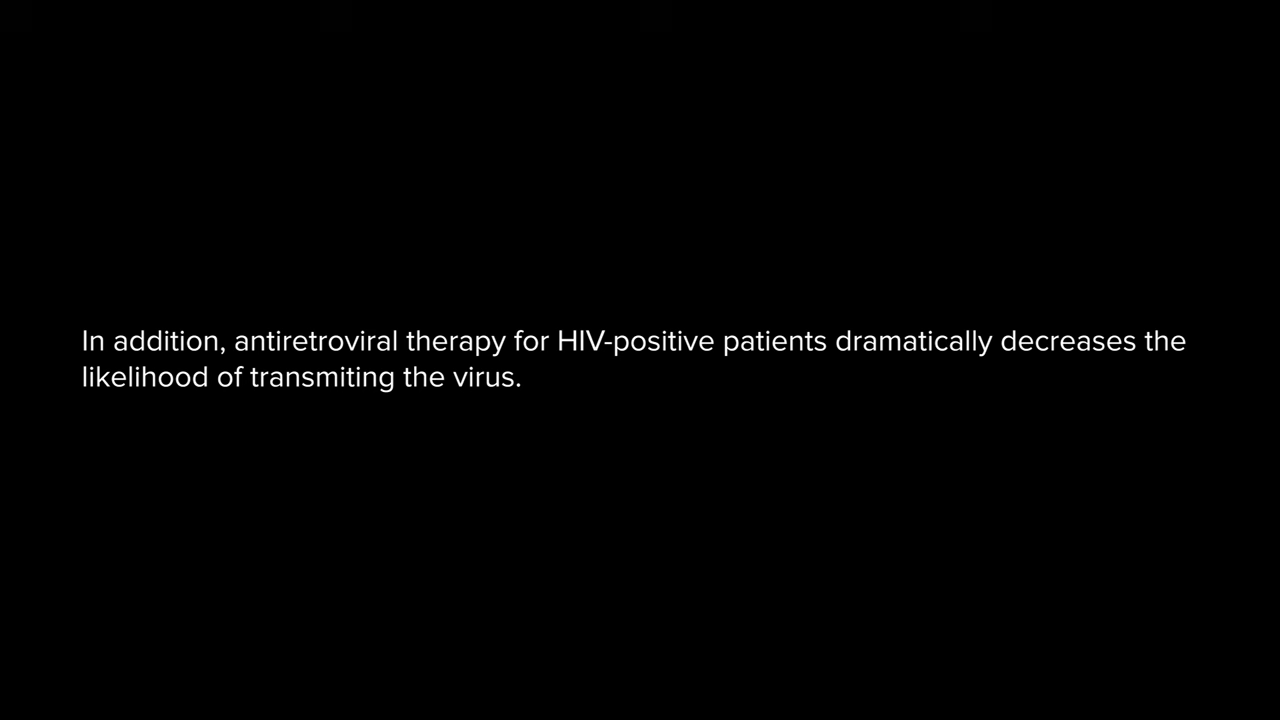 In addition, antiretroviral therapy for HIV-positive patients dramatically decreases the
likelihood of transmiting the virus.